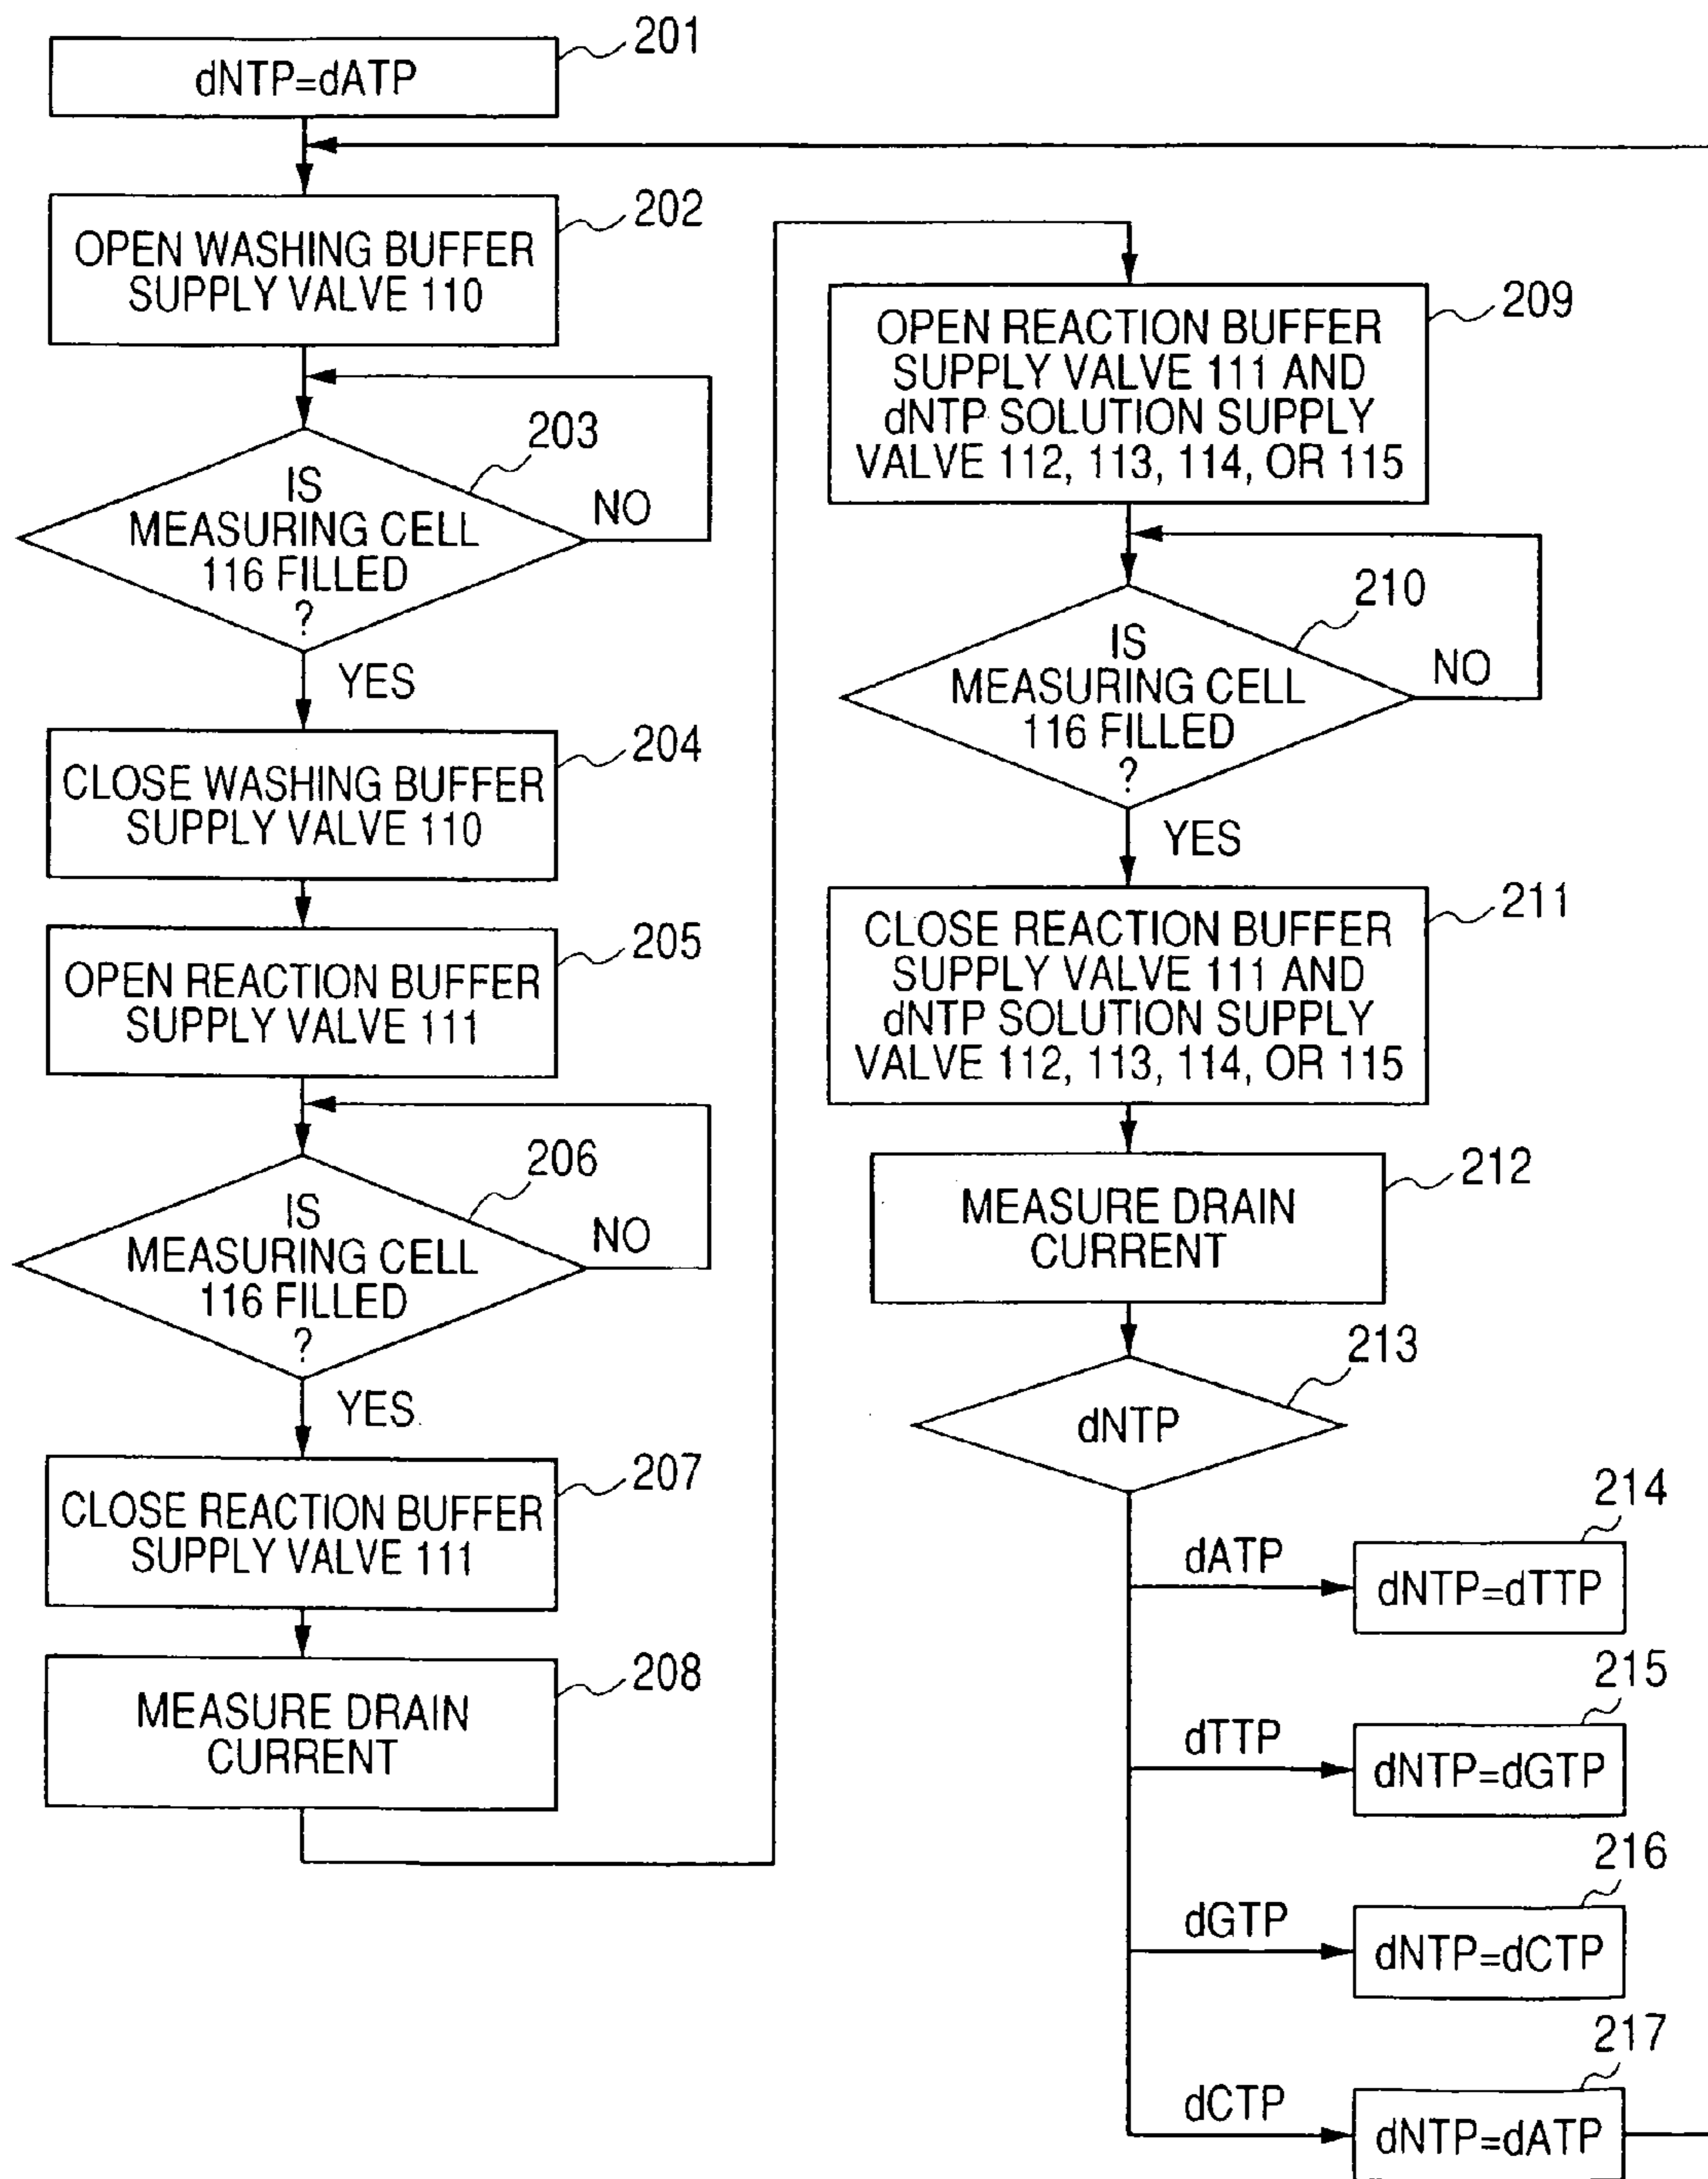 201
dNTP=dATP
202
OPEN WASHING BUFFER
SUPPLY VALVE 110
203
IS
MEASURING CELL
116 FILLED
?
NO
YES
204
CLOSE WASHING BUFFER
SUPPLY VALVE 110
205
OPEN REACTION BUFFER
SUPPLY VALVE 111
206
IS
MEASURING CELL
116 FILLED
?
NO
YES
207
CLOSE REACTION BUFFER
SUPPLY VALVE 111
208
MEASURE DRAIN
CURRENT
209
OPEN REACTION BUFFER
SUPPLY VALVE 111 AND
dNTP SOLUTION SUPPLY
VALVE 112, 113, 114, OR 115
210
IS
MEASURING CELL
116 FILLED
?
NO
YES
211
CLOSE REACTION BUFFER
SUPPLY VALVE 111 AND
dNTP SOLUTION SUPPLY
VALVE 112, 113, 114, OR 115
212
MEASURE DRAIN
CURRENT
213
dNTP
214
dATP
dNTP=dTTP
215
dTTP
dNTP=dGTP
216
dGTP
dNTP=dCTP
217
dCTP
dNTP=dATP